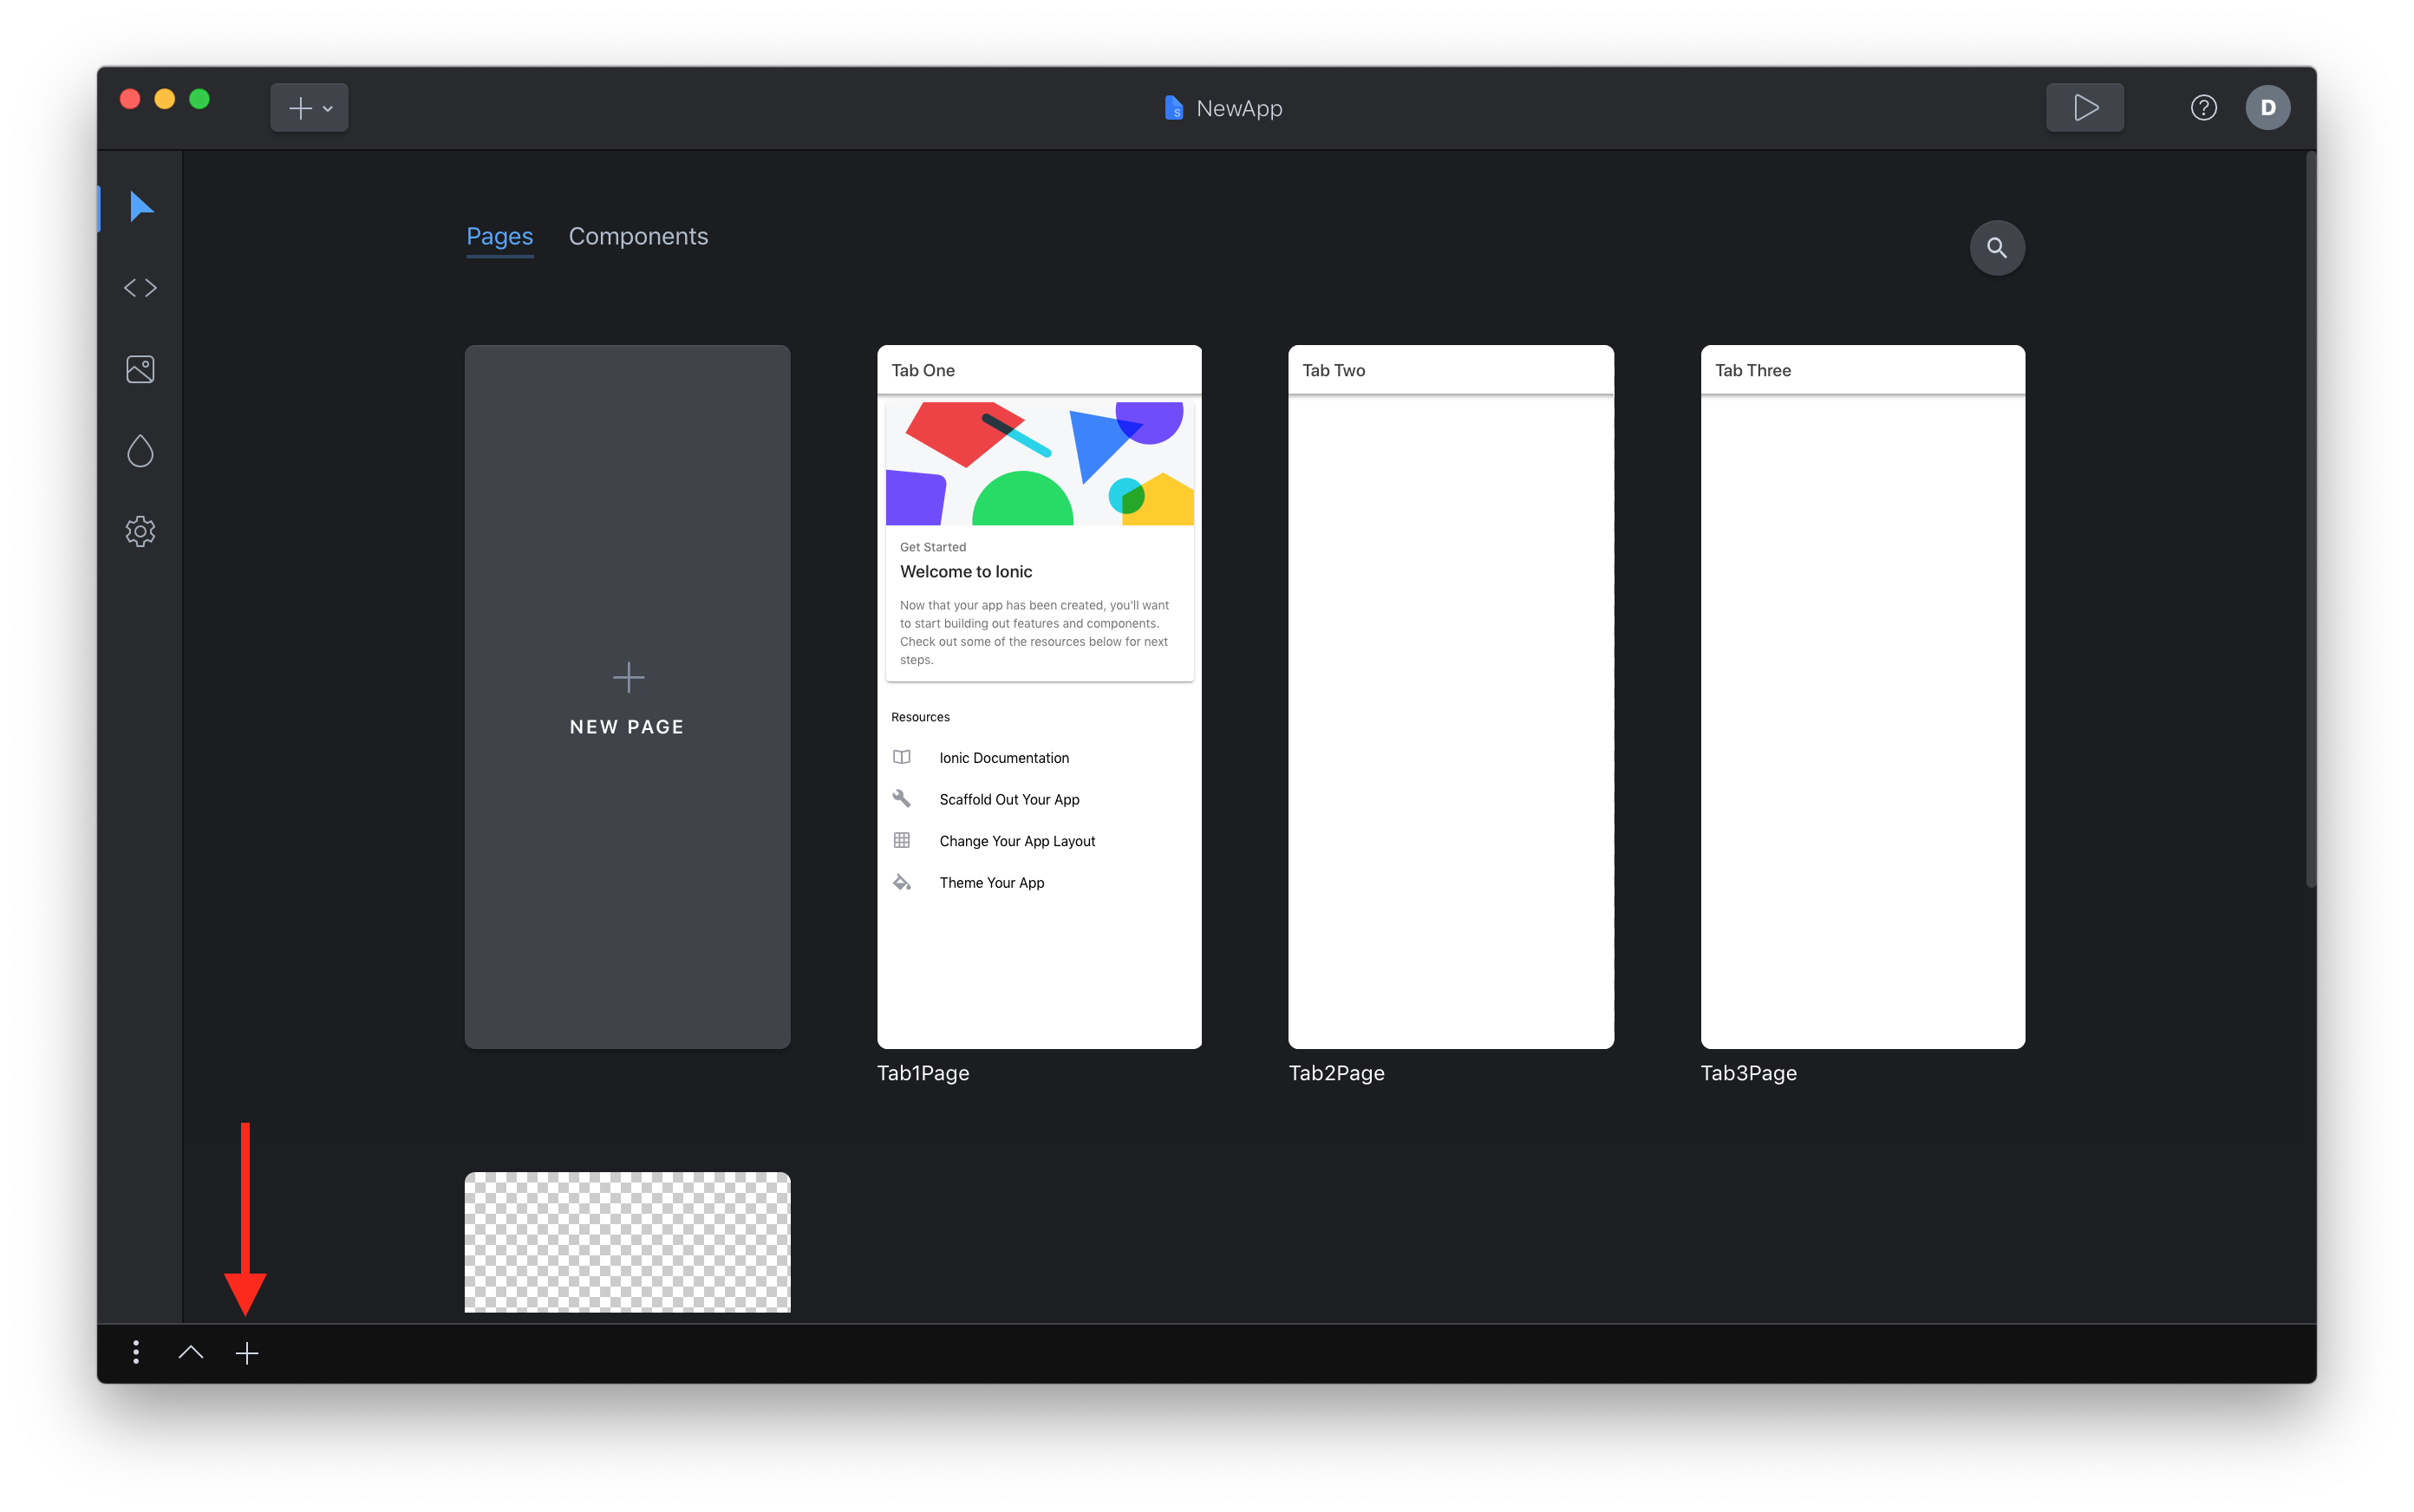 NewApp
D
Pages Components
Tab One
Tab Two
Tab Three
Get Started
Welcome to Ionic
Now that your app has been created, you'll want
to start building out features and components.
Check out some of the resources below for next
steps.
NEW PAGE
Resources
Ionic Documentation
Scaffold Out Your App
Change Your App Layout
Theme Your App
Tab1Page
Tab2Page
Tab3Page